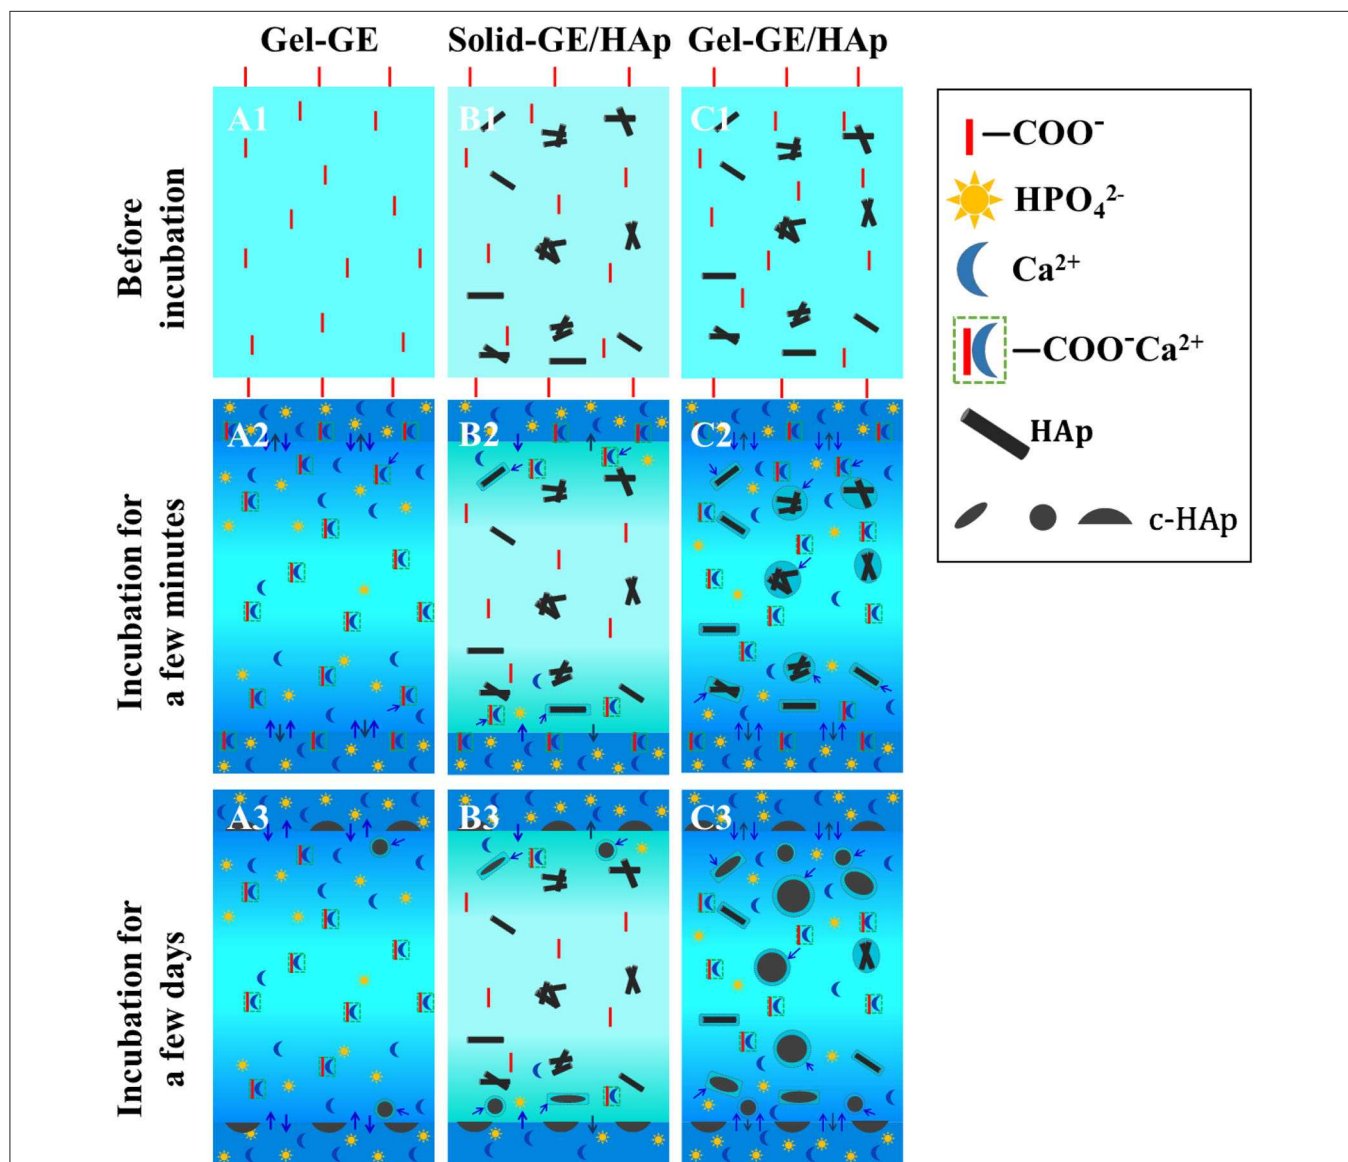 Gel-GE
Solid-GE/HAp
Gel-GE/HAp
Before
incubation
A1
B1
C1
Incubation for
a few minutes
A2
B2
C2
Incubation for
a few days
A3
B3
C3
—COO⁻
HPO₄²⁻
Ca²⁺
—COO⁻Ca²⁺
HAp
c-HAp